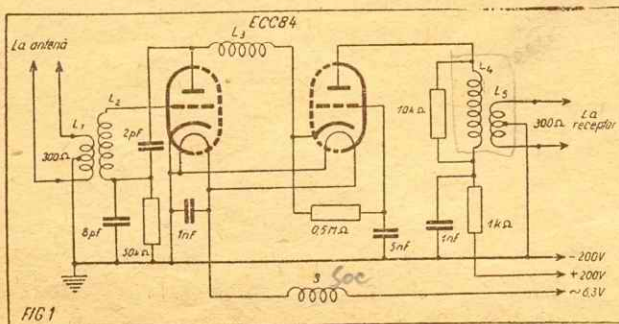 ECC84
La antenă
L₃
L₁
L₂
2pF
300Ω
8pF
50kΩ
1nF
0,5MΩ
5nF
10kΩ
L₄
L₅
300Ω
La receptor
1nF
1kΩ
-200V
+200V
~6,3V
S
Soc
FIG 1